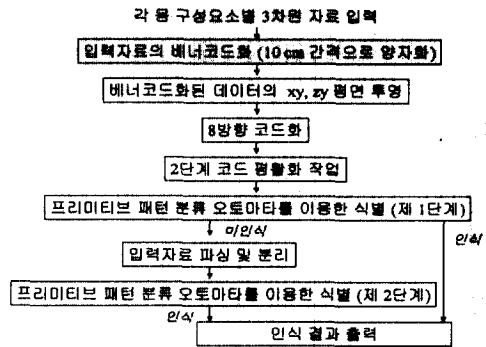 각 용 구성요소별 3차원 자료 입력
입력자료의 베너코드화 (10 cm 간격으로 양자화)
베너코드화된 데이터의 xy, zy 평면 투영
8방향 코드화
2단계 코드 평활화 작업
프리미티브 패턴 분류 오토마타를 이용한 식별 (제 1단계)
미인식
인식
입력자료 파싱 및 분리
프리미티브 패턴 분류 오토마타를 이용한 식별 (제 2단계)
인식
인식 결과 출력